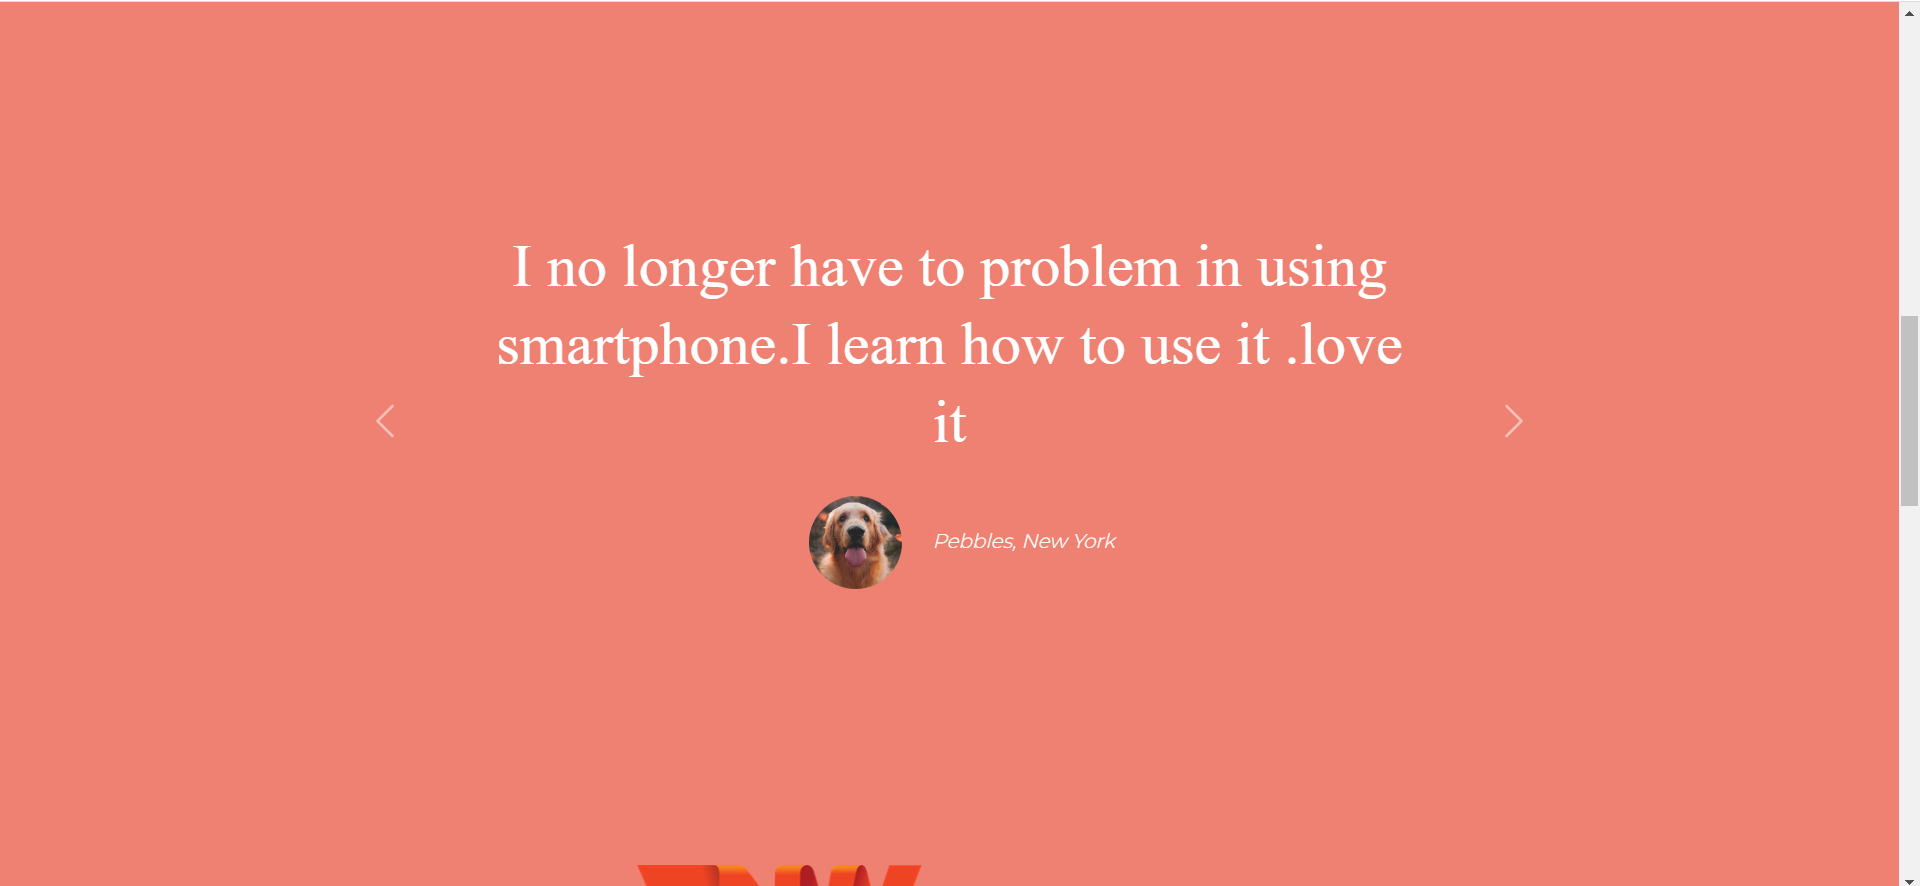 I no longer have to problem in using
smartphone.I learn how to use it .love
it
Pebbles, New York